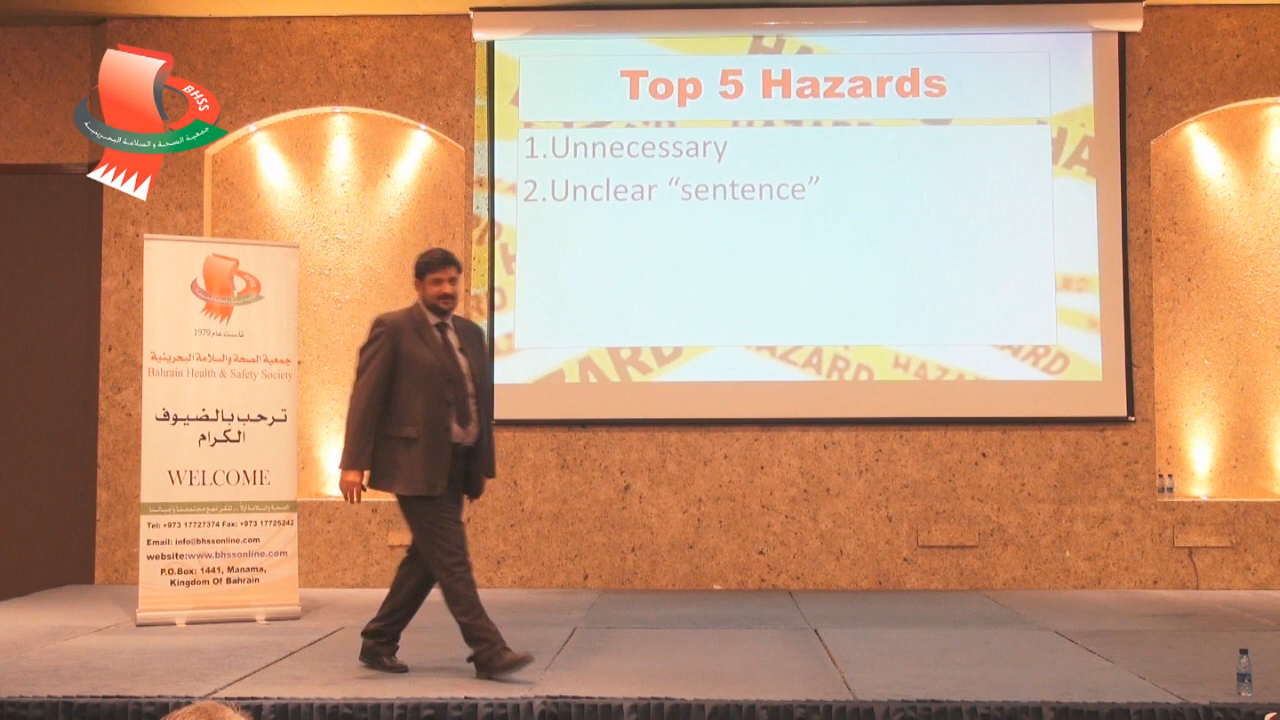 BHSS
جمعية الصحة و السلامة البحرينية
Top 5 Hazards
1.Unnecessary
2.Unclear “sentence”
HAZARD
HAZARD
HAZARD
تأسست عام 1979
جمعية الصحة والسلامة البحرينية
Bahrain Health & Safety Society
ترحب بالضيوف
الكرام
WELCOME
Tel: +973 17727374 Fax: +973 17725242
Email: info@bhssonline.com
website:www.bhssonline.com
P.O.Box: 1441, Manama,
Kingdom Of Bahrain